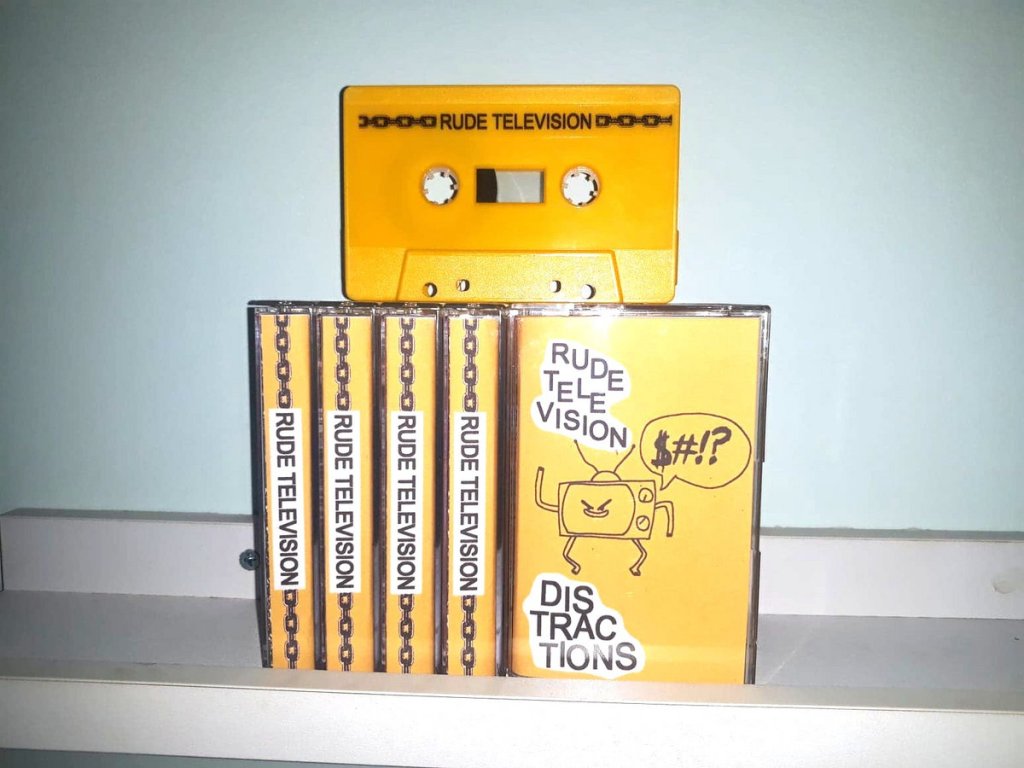 RUDE TELEVISION
RUDE TELEVISION
RUDE TELEVISION
RUDE TELEVISION
RUDE TELEVISION
RUDE
TELE
VISION
$#!?
DIS
TRAC
TIONS